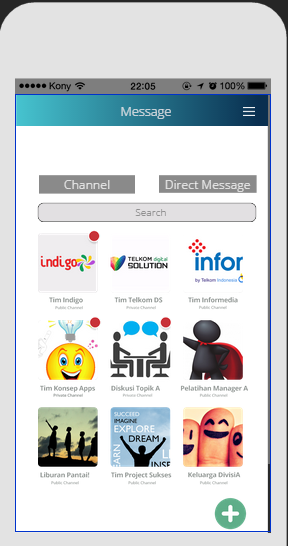 Kony 22:05 100%
Message
Channel Direct Message
Search
indigo TELKOM digital SOLUTION infor
by Telkom Indonesia
Tim Indigo Tim Telkom DS Tim Informedia
Public Channel Private Channel Public Channel
Tim Konsep Apps Diskusi Topik A Pelatihan Manager A
Private Channel Private Channel Public Channel
SUCCEED
IMAGINE
EXPLORE
DREAM
LEARN
INSE
Liburan Pantai! Tim Project Sukses Keluarga DivisiA
Public Channel Public Channel Public Channel